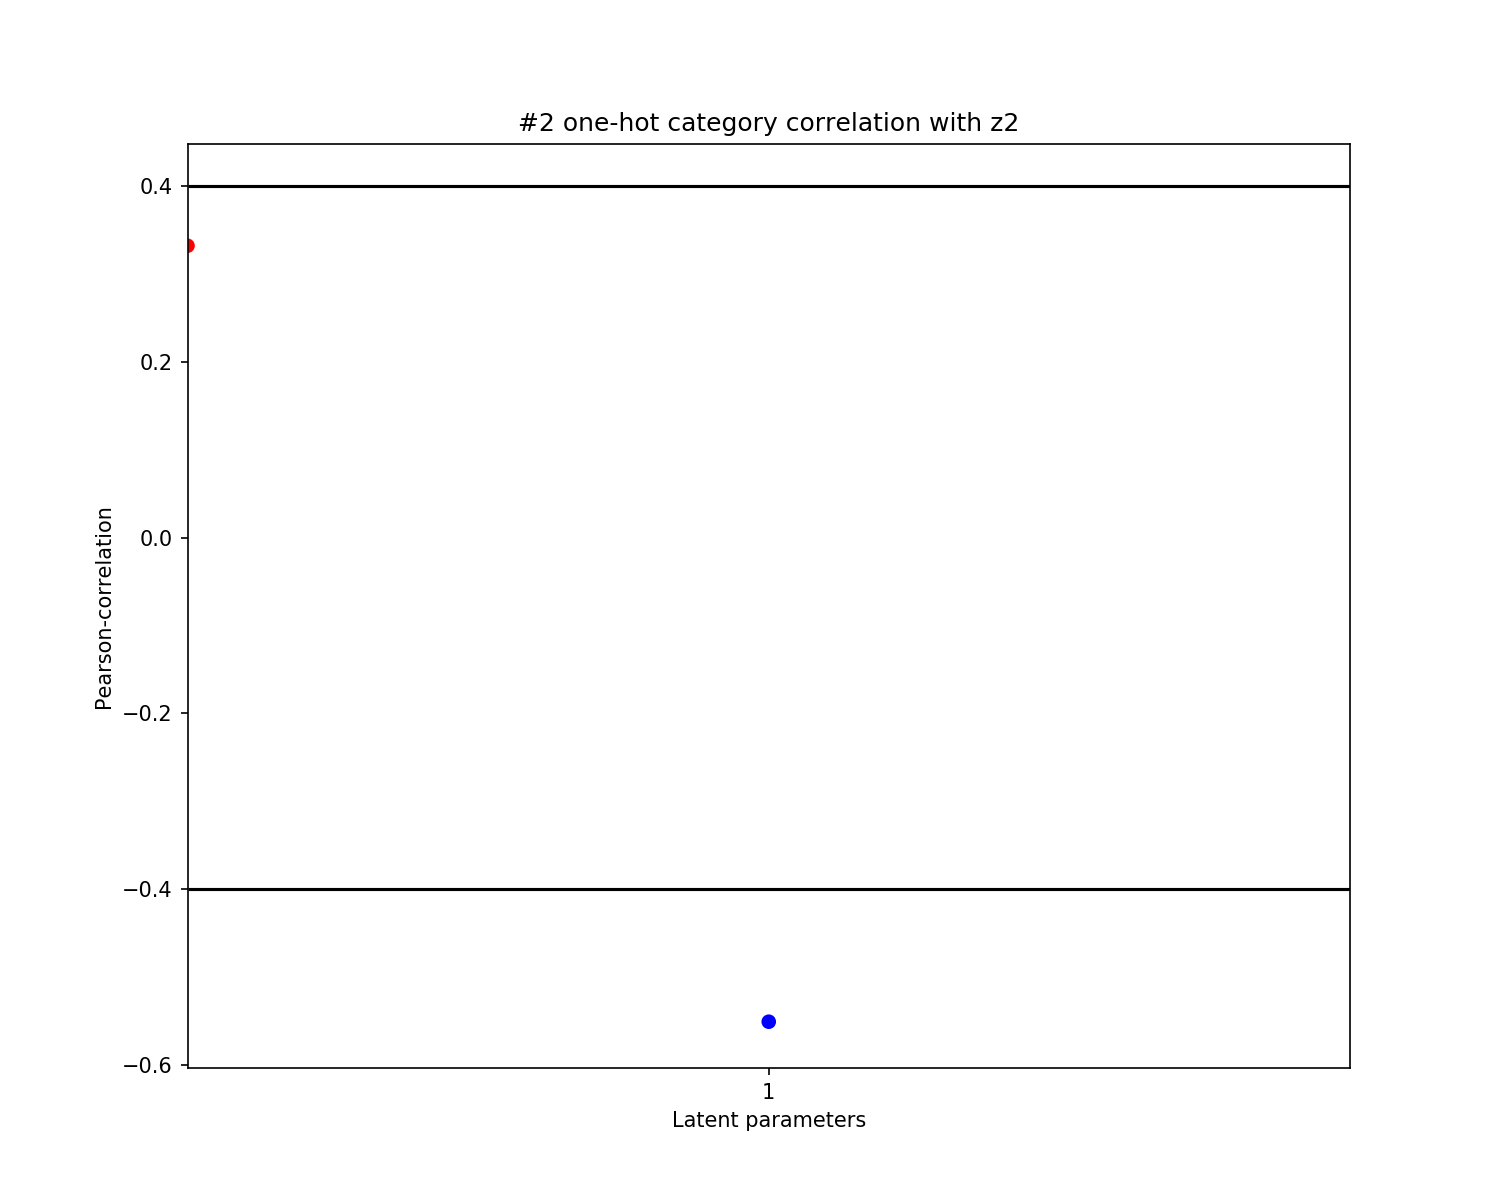 #2 one-hot category correlation with z2
0.4
0.2
0.0
−0.2
−0.4
−0.6
Pearson-correlation
1
Latent parameters